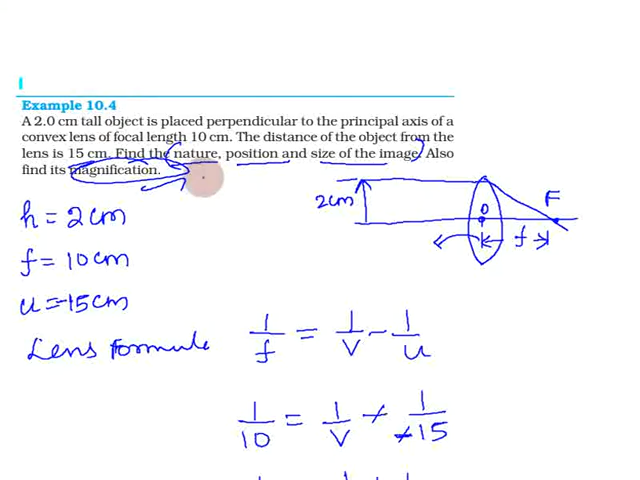 Example 10.4
A 2.0 cm tall object is placed perpendicular to the principal axis of a
convex lens of focal length 10 cm. The distance of the object from the
lens is 15 cm. Find the nature, position and size of the image. Also
find its magnification.
2cm
O
F
f
h = 2cm
f = 10cm
u = -15cm
Lens formula
1/f = 1/v - 1/u
1/10 = 1/v + 1/15